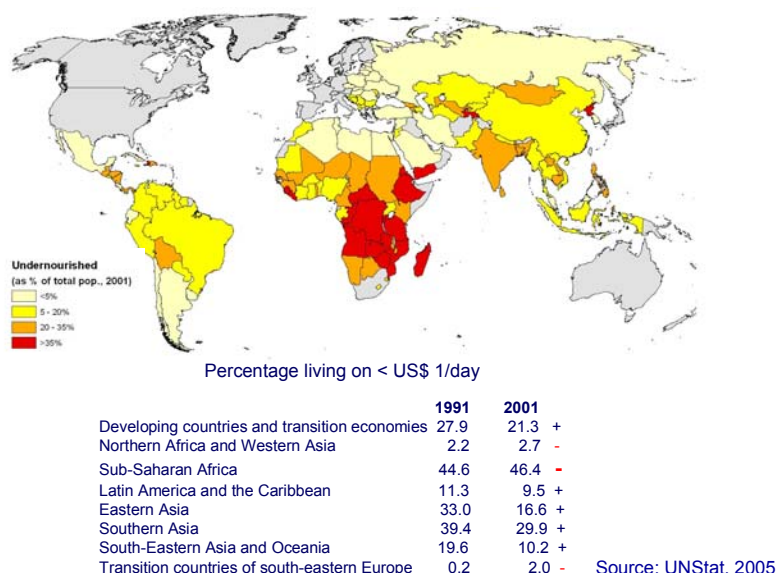 Undernourished
(as % of total pop., 2001)
<5%
5 - 20%
20 - 35%
>35%
Percentage living on < US$ 1/day
1991 2001
Developing countries and transition economies 27.9 21.3 +
Northern Africa and Western Asia 2.2 2.7 -
Sub-Saharan Africa 44.6 46.4 -
Latin America and the Caribbean 11.3 9.5 +
Eastern Asia 33.0 16.6 +
Southern Asia 39.4 29.9 +
South-Eastern Asia and Oceania 19.6 10.2 +
Transition countries of south-eastern Europe 0.2 2.0 - Source: UNStat, 2005